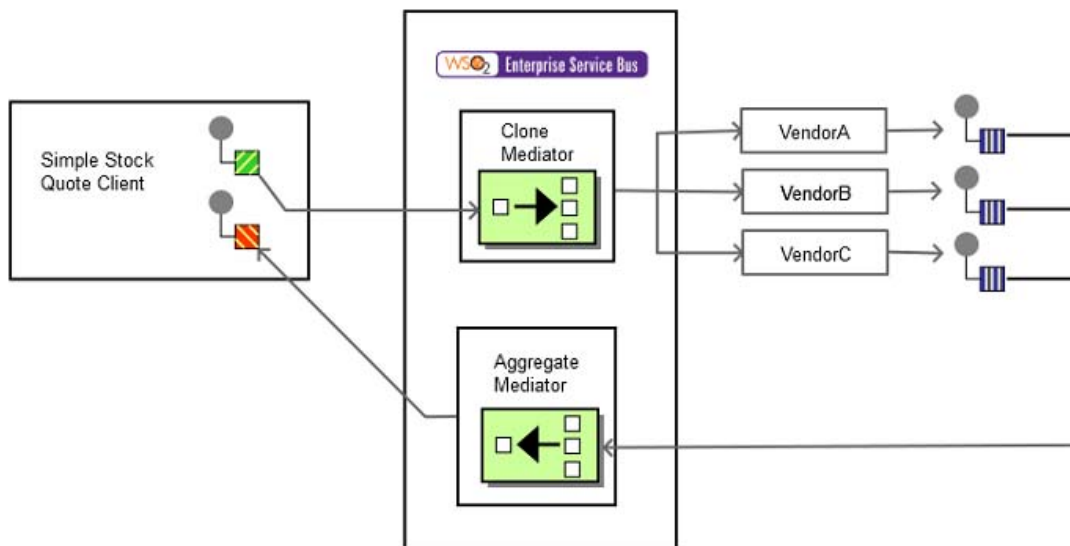 WSO2 Enterprise Service Bus
Simple Stock
Quote Client
Clone
Mediator
VendorA
VendorB
VendorC
Aggregate
Mediator